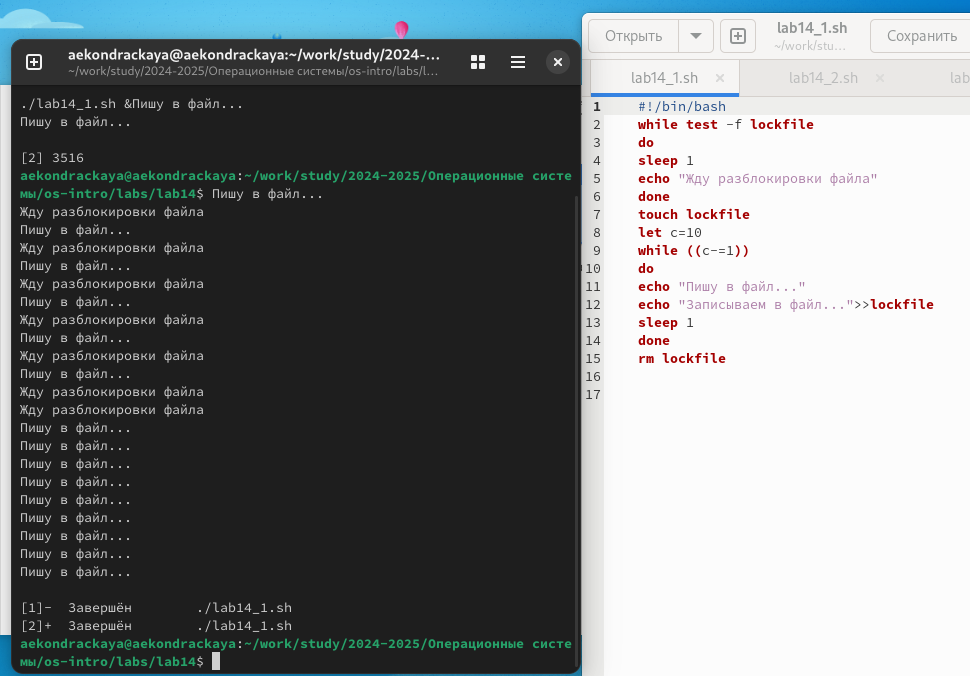 aekondrackaya@aekondrackaya:~/work/study/2024-...
~/work/study/2024-2025/Операционные системы/os-intro/labs/l...
./lab14_1.sh &Пишу в файл...
Пишу в файл...
[2] 3516
aekondrackaya@aekondrackaya:~/work/study/2024-2025/Операционные систе
мы/os-intro/labs/lab14$ Пишу в файл...
Жду разблокировки файла
Пишу в файл...
Жду разблокировки файла
Пишу в файл...
Жду разблокировки файла
Пишу в файл...
Жду разблокировки файла
Пишу в файл...
Жду разблокировки файла
Пишу в файл...
Жду разблокировки файла
Жду разблокировки файла
Пишу в файл...
Пишу в файл...
Пишу в файл...
Пишу в файл...
Пишу в файл...
Пишу в файл...
Пишу в файл...
Пишу в файл...
Пишу в файл...
[1]-  Завершён        ./lab14_1.sh
[2]+  Завершён        ./lab14_1.sh
aekondrackaya@aekondrackaya:~/work/study/2024-2025/Операционные систе
мы/os-intro/labs/lab14$
Открыть
lab14_1.sh
~/work/stu...
Сохранить
lab14_1.sh
lab14_2.sh
lab
1 #!/bin/bash
2 while test -f lockfile
3 do
4 sleep 1
5 echo "Жду разблокировки файла"
6 done
7 touch lockfile
8 let c=10
9 while ((c-=1))
10 do
11 echo "Пишу в файл..."
12 echo "Записываем в файл...">>lockfile
13 sleep 1
14 done
15 rm lockfile
16
17